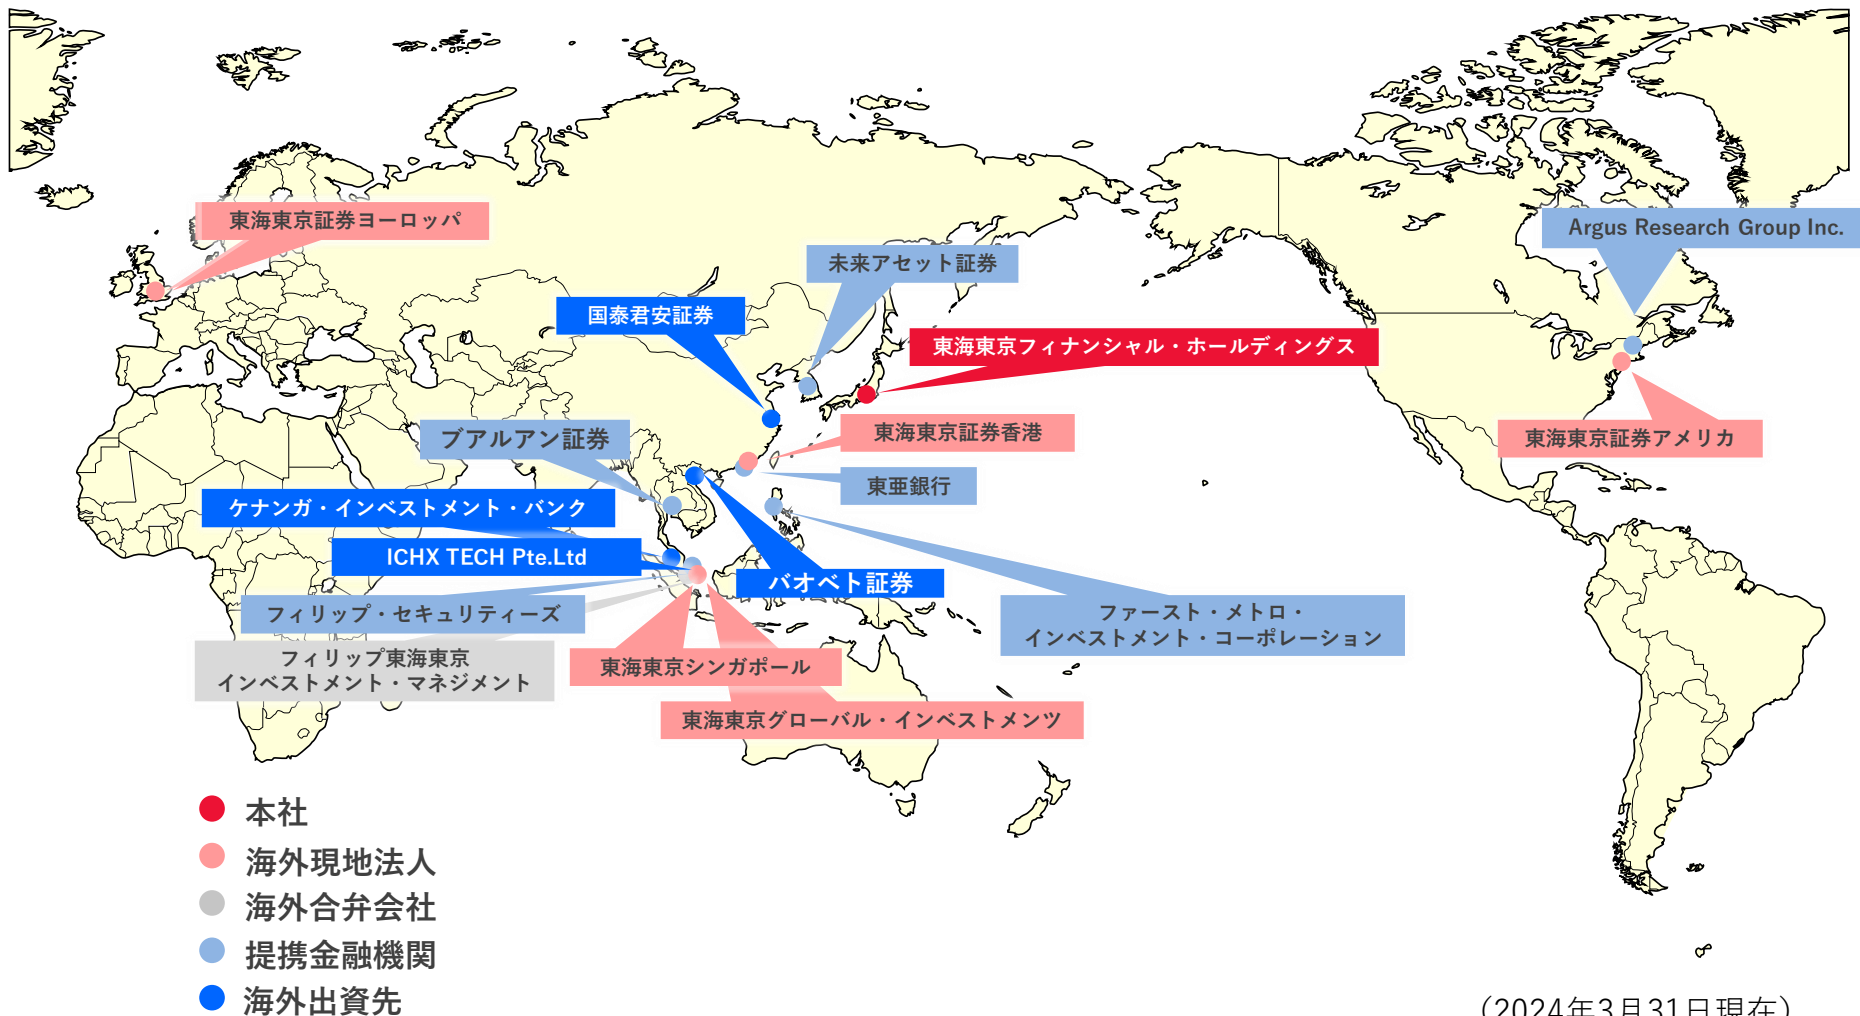 東海東京証券ヨーロッパ
Argus Research Group Inc.
未来アセット証券
国泰君安証券
東海東京フィナンシャル・ホールディングス
ブアルアン証券
東海東京証券香港
東海東京証券アメリカ
東亜銀行
ケナンガ・インベストメント・バンク
ICHX TECH Pte.Ltd
バオベト証券
フィリップ・セキュリティーズ
ファースト・メトロ・
インベストメント・コーポレーション
フィリップ東海東京
インベストメント・マネジメント
東海東京シンガポール
東海東京グローバル・インベストメンツ
本社
海外現地法人
海外合弁会社
提携金融機関
海外出資先
（2024年3月31日現在）